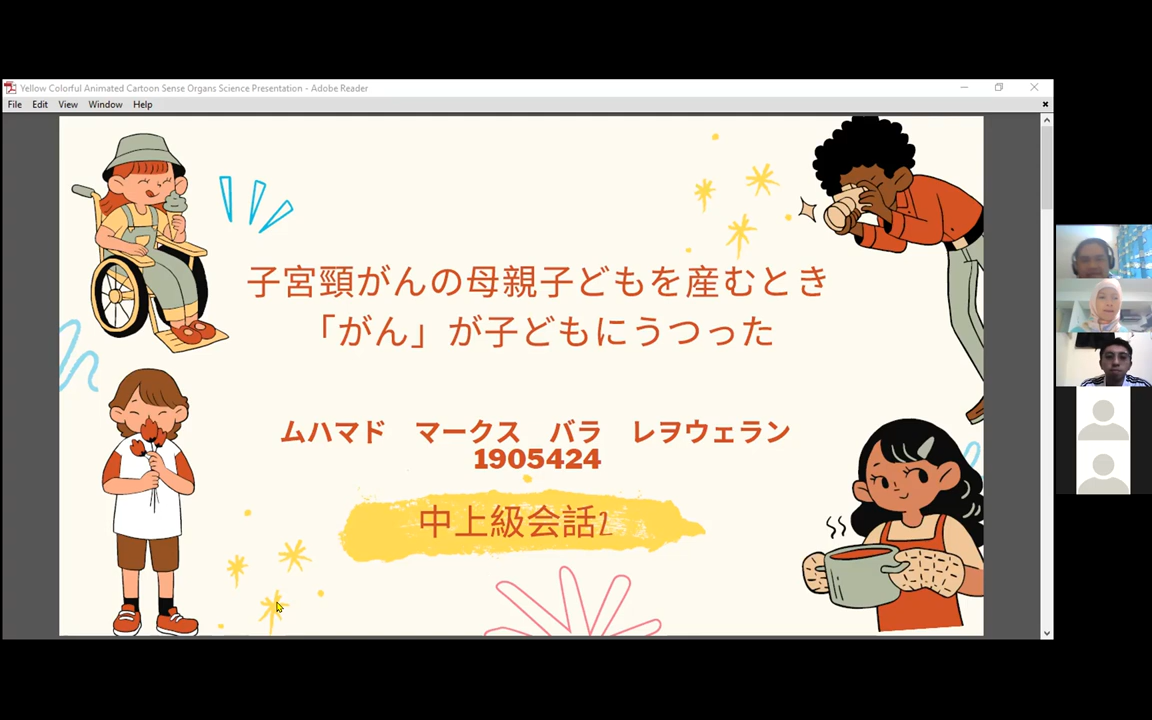 Yellow Colorful Animated Cartoon Sense Organs Science Presentation - Adobe Reader
File Edit View Window Help
子宮頸がんの母親子どもを産むとき
「がん」が子どもにうつった
ムハマド　マークス　バラ　レヲウェラン
1905424
中上級会話2